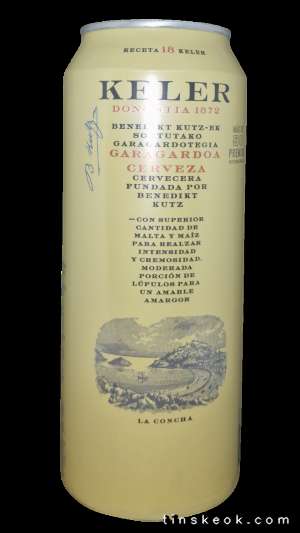 RECETA 18 KELER
KELER
DONOSTIA 1872
BENEDIKT KUTZ-EK
SORTUTAKO
GARAGARDOTEGIA
GARAGARDOA
CERVEZA
CERVECERA
FUNDADA POR
BENEDIKT
KUTZ
—CON SUPERIOR
CANTIDAD DE
MALTA Y MAÍZ
PARA REALZAR
INTENSIDAD
Y CREMOSIDAD.
MODERADA
PORCIÓN DE
LÚPULOS PARA
UN AMABLE
AMARGOR
LA CONCHA
tinskeok.com